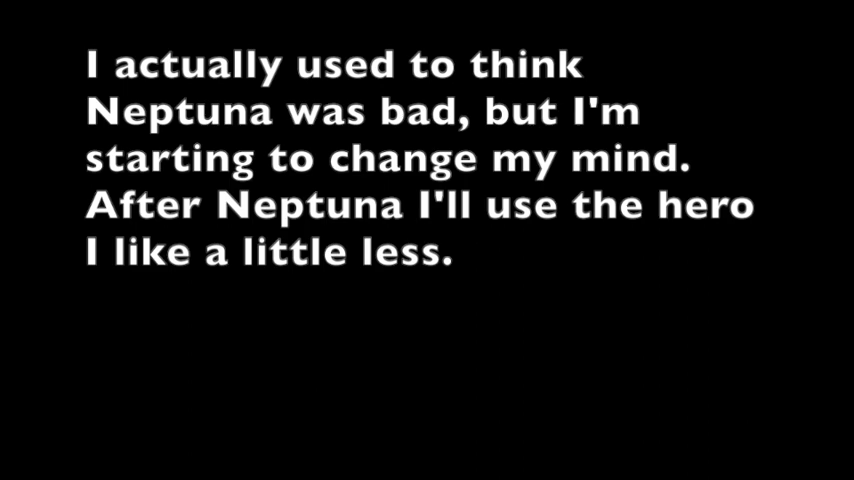 I actually used to think
Neptuna was bad, but I'm
starting to change my mind.
After Neptuna I'll use the hero
I like a little less.